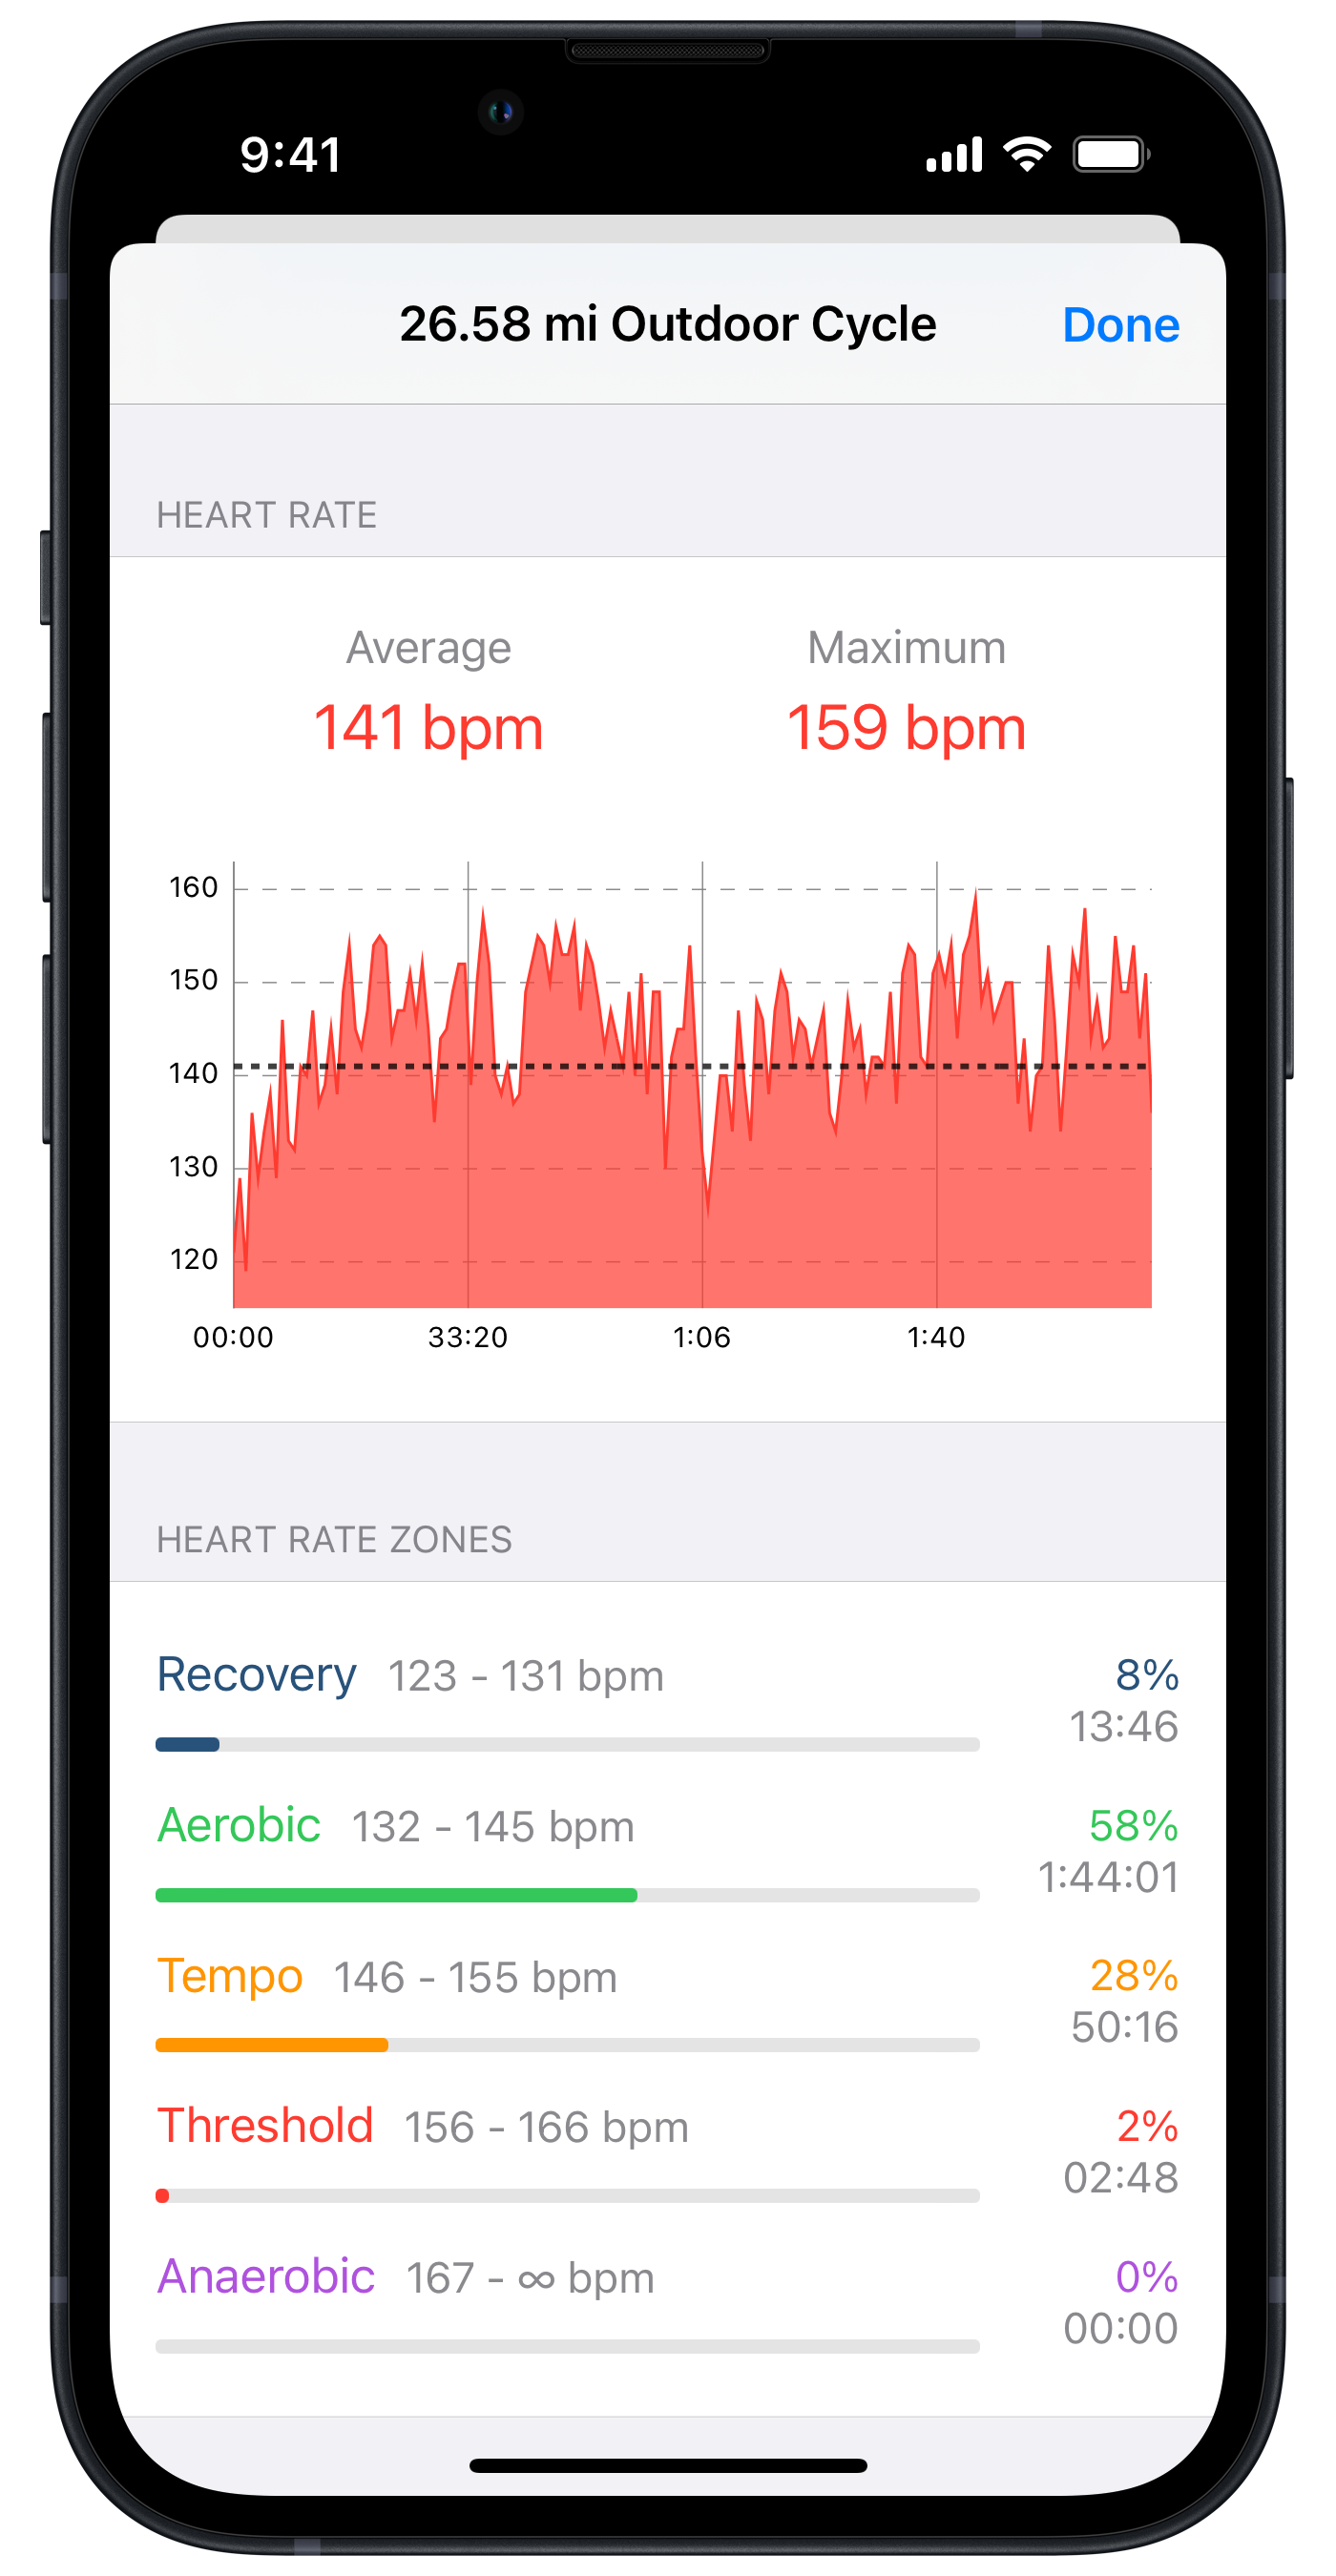 9:41
26.58 mi Outdoor Cycle Done
HEART RATE
Average Maximum
141 bpm 159 bpm
160
150
140
130
120
00:00 33:20 1:06 1:40
HEART RATE ZONES
Recovery 123 - 131 bpm 8%
13:46
Aerobic 132 - 145 bpm 58%
1:44:01
Tempo 146 - 155 bpm 28%
50:16
Threshold 156 - 166 bpm 2%
02:48
Anaerobic 167 - ∞ bpm 0%
00:00